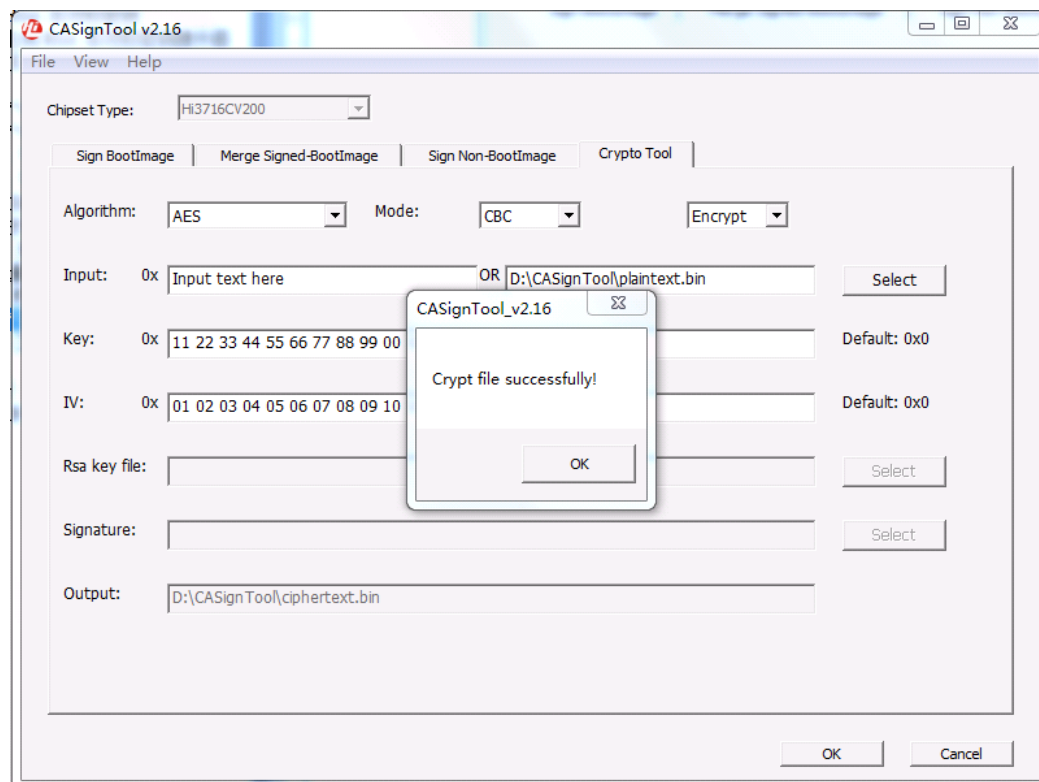 CASignTool v2.16
File View Help
Chipset Type: Hi3716CV200
Sign BootImage Merge Signed-BootImage Sign Non-BootImage Crypto Tool
Algorithm: AES Mode: CBC Encrypt
Input: 0x Input text here OR D:\CASignTool\plaintext.bin Select
CASignTool_v2.16
Key: 0x 11 22 33 44 55 66 77 88 99 00 Default: 0x0
Crypt file successfully!
IV: 0x 01 02 03 04 05 06 07 08 09 10 Default: 0x0
OK
Rsa key file: Select
Signature: Select
Output: D:\CASignTool\ciphertext.bin
OK Cancel